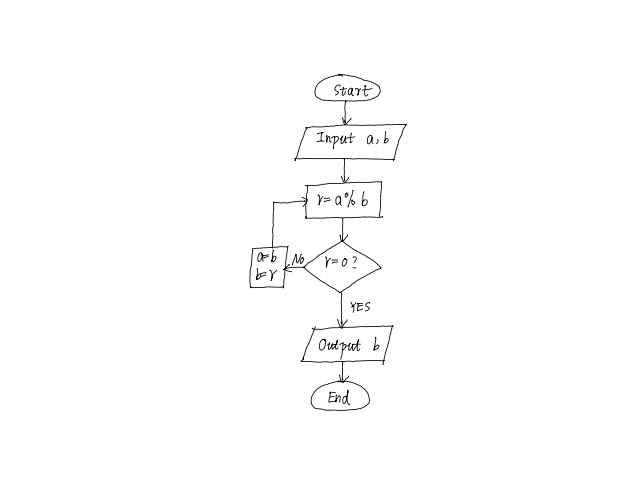 Start
Input a,b
r=a%b
r=0?
No
a=b
b=r
YES
Output b
End